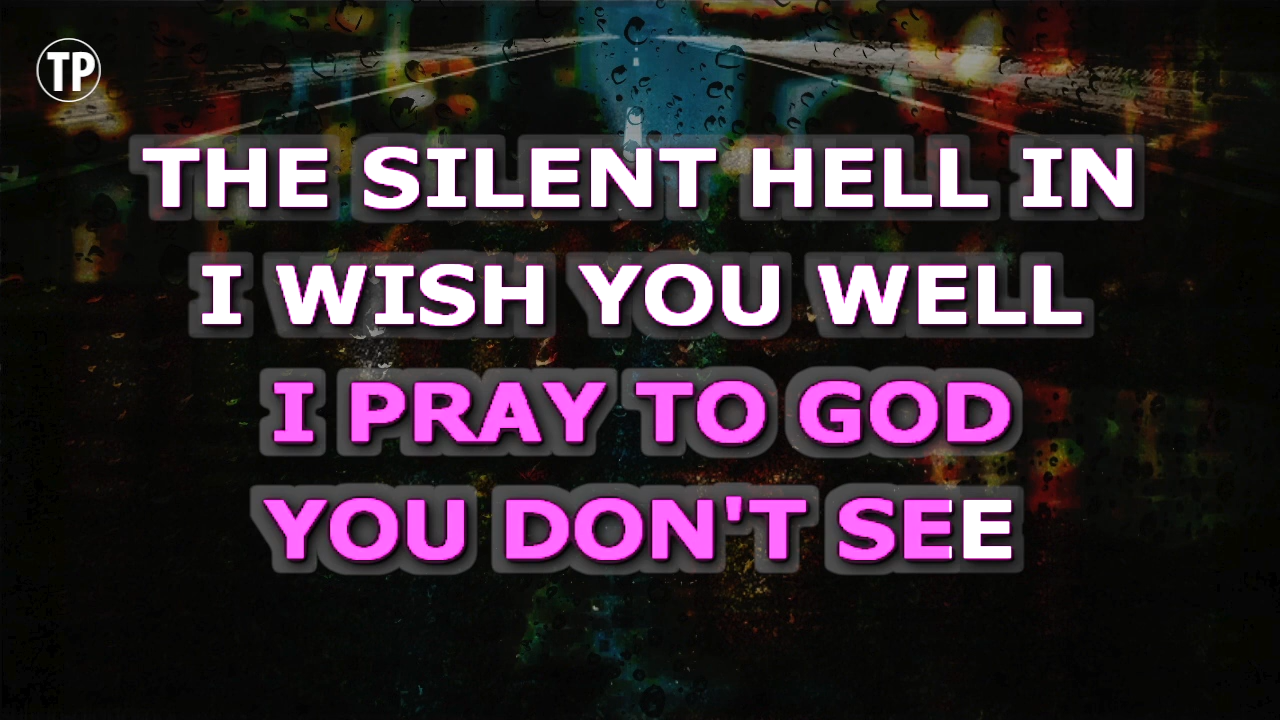 TP
THE SILENT HELL IN
I WISH YOU WELL
I PRAY TO GOD
YOU DON'T SEE